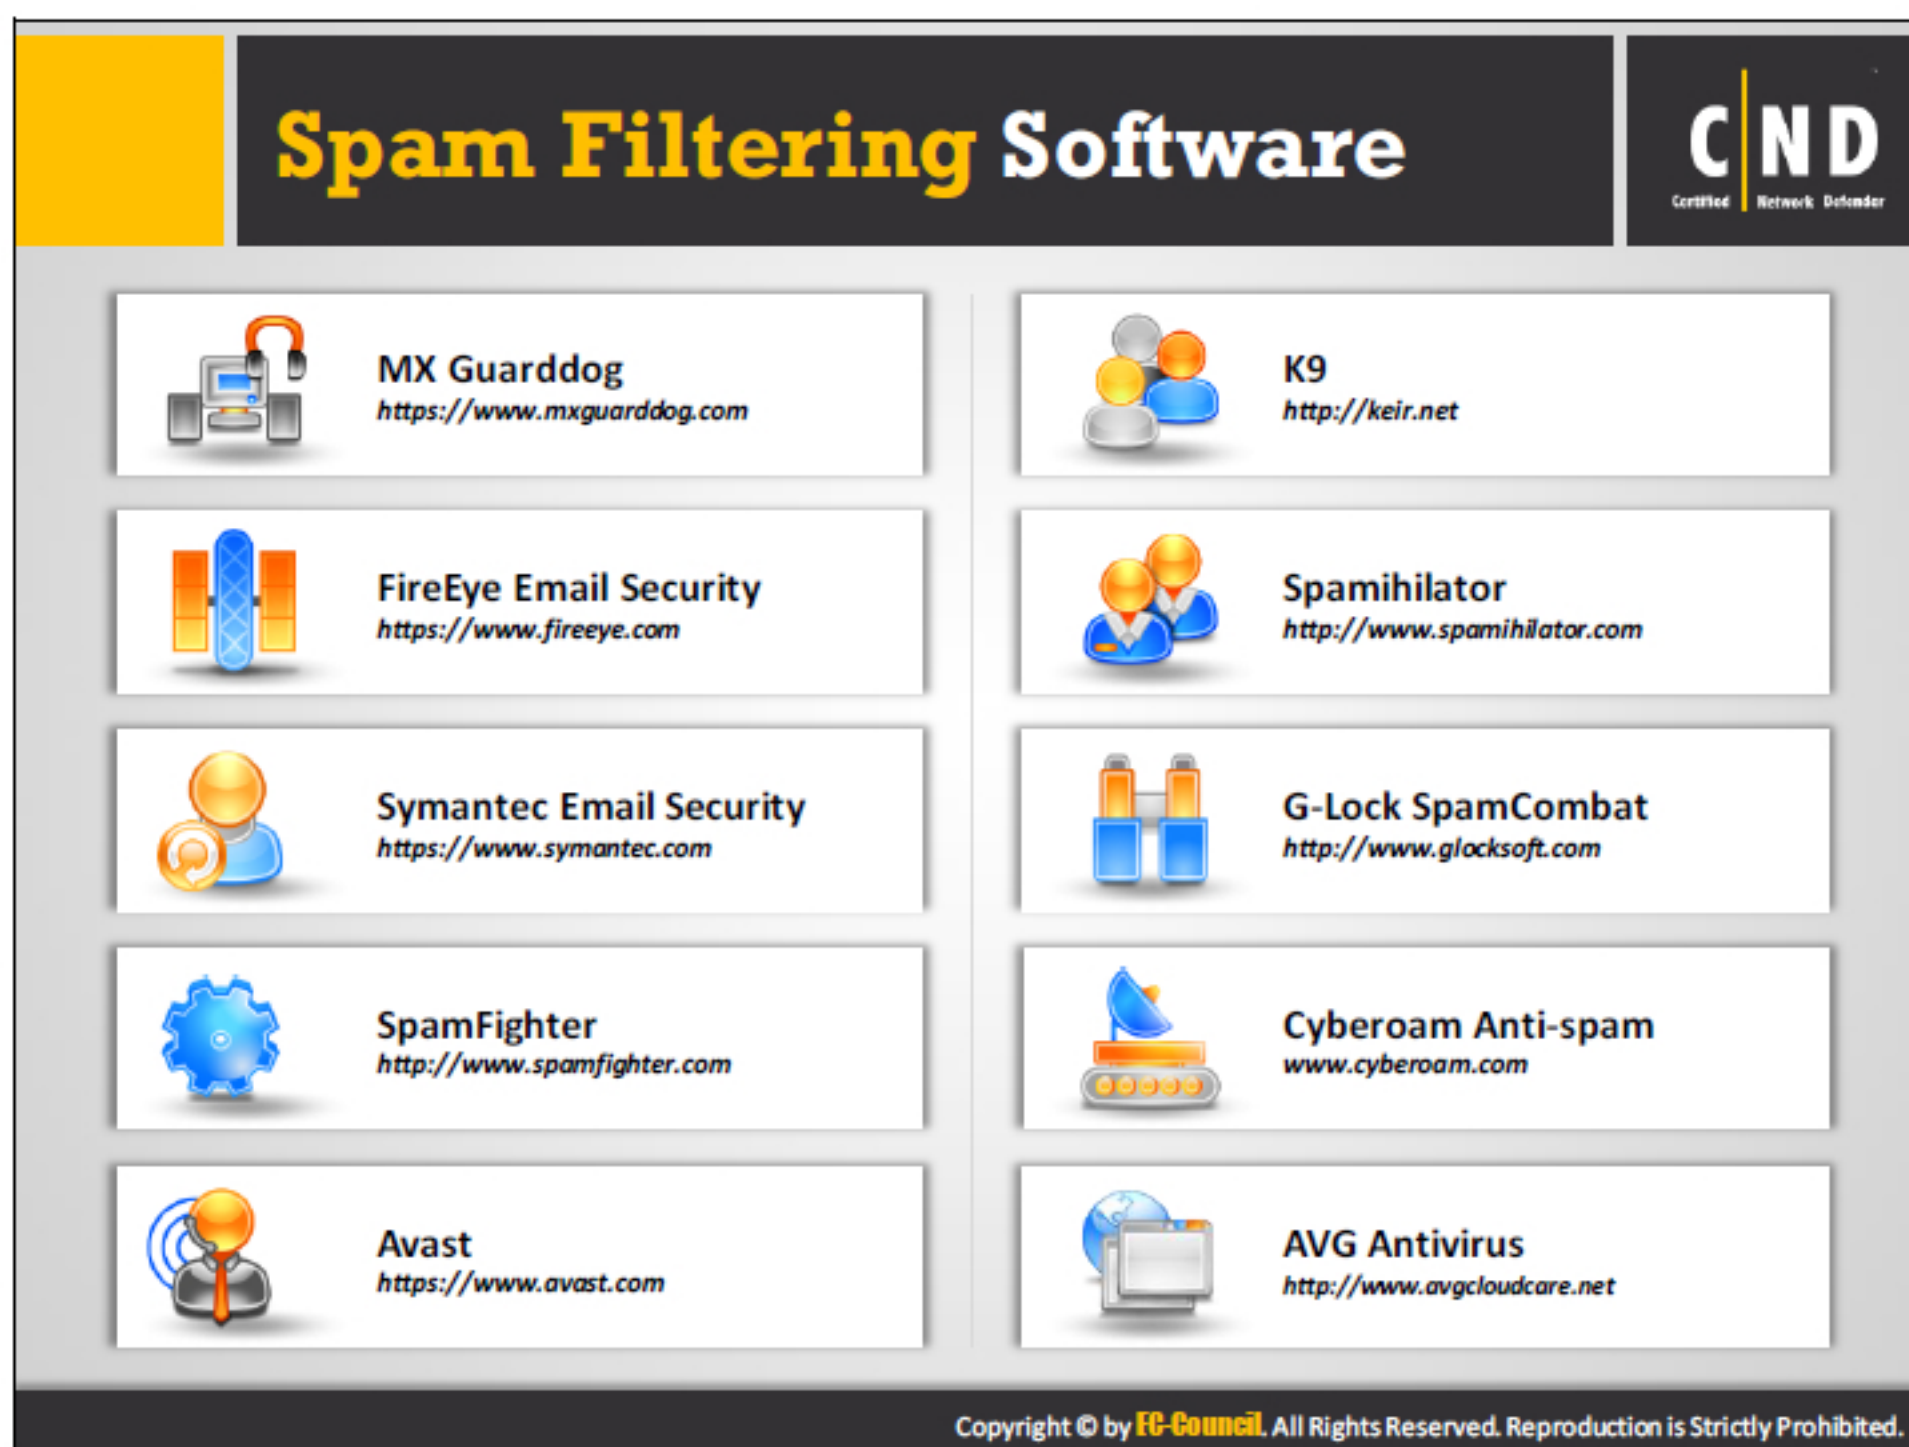 Spam Filtering Software
C|ND
Certified Network Defender
MX Guarddog
https://www.mxguarddog.com
K9
http://keir.net
FireEye Email Security
https://www.fireeye.com
Spamihilator
http://www.spamihilator.com
Symantec Email Security
https://www.symantec.com
G-Lock SpamCombat
http://www.glocksoft.com
SpamFighter
http://www.spamfighter.com
Cyberoam Anti-spam
www.cyberoam.com
Avast
https://www.avast.com
AVG Antivirus
http://www.avgcloudcare.net
Copyright © by EC-Council. All Rights Reserved. Reproduction is Strictly Prohibited.